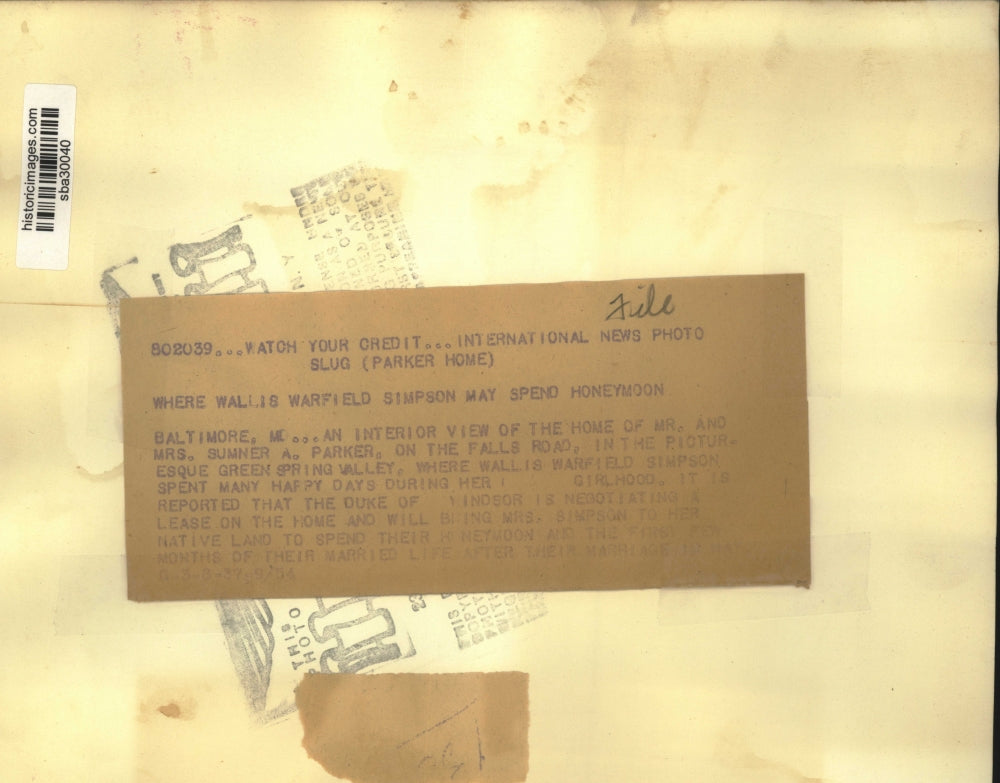 historicimages.com
sba30040
File
802039...WATCH YOUR CREDIT...INTERNATIONAL NEWS PHOTO
SLUG (PARKER HOME)
WHERE WALLIS WARFIELD SIMPSON MAY SPEND HONEYMOON
BALTIMORE, MD...AN INTERIOR VIEW OF THE HOME OF MR. AND
MRS. SUMNER A. PARKER, ON THE FALLS ROAD, IN THE PICTUR-
ESQUE GREEN SPRING VALLEY, WHERE WALLIS WARFIELD SIMPSON
SPENT MANY HAPPY DAYS DURING HER GIRLHOOD. IT IS
REPORTED THAT THE DUKE OF WINDSOR IS NEGOTIATING A
LEASE ON THE HOME AND WILL BRING MRS. SIMPSON TO HER
NATIVE LAND TO SPEND THEIR HONEYMOON AND THE FIRST FEW
MONTHS OF THEIR MARRIED LIFE AFTER THEIR MARRIAGE
THIS
PHOTO